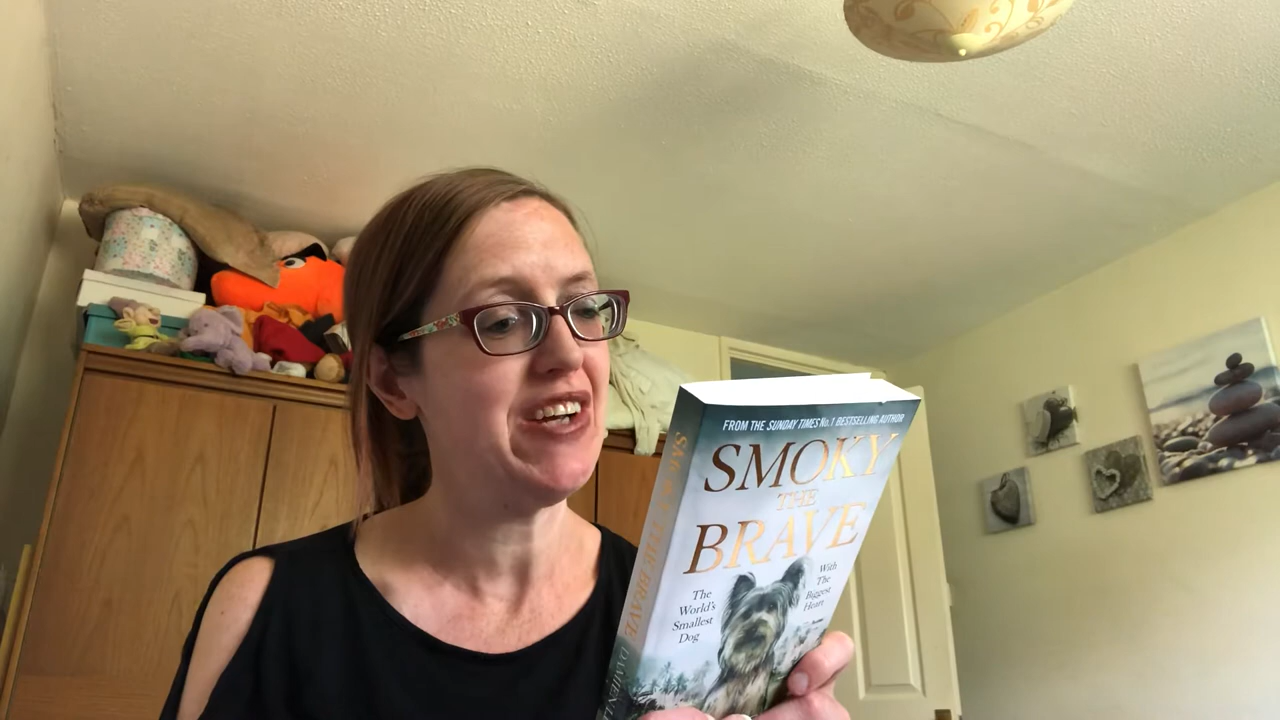 FROM THE SUNDAY TIMES No.1 BESTSELLING AUTHOR
SMOKY
THE
BRAVE
The
World's
Smallest
Dog
With
The
Biggest
Heart
SMOKY THE BRAVE